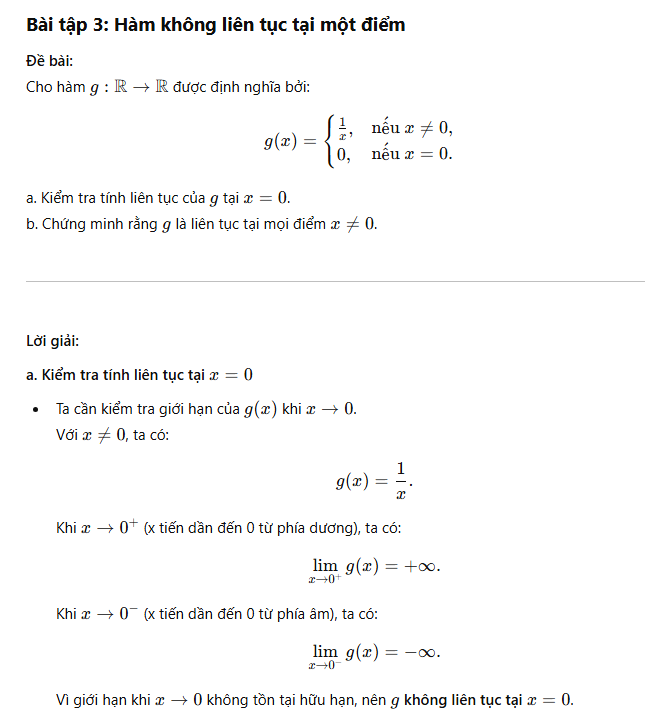 Bài tập 3: Hàm không liên tục tại một điểm
Đề bài:
Cho hàm g : ℝ → ℝ được định nghĩa bởi:
g(x) = { 1/x, nếu x ≠ 0,
0, nếu x = 0.
a. Kiểm tra tính liên tục của g tại x = 0.
b. Chứng minh rằng g là liên tục tại mọi điểm x ≠ 0.
Lời giải:
a. Kiểm tra tính liên tục tại x = 0
• Ta cần kiểm tra giới hạn của g(x) khi x → 0.
Với x ≠ 0, ta có:
g(x) = 1/x.
Khi x → 0⁺ (x tiến dần đến 0 từ phía dương), ta có:
lim x→0⁺ g(x) = +∞.
Khi x → 0⁻ (x tiến dần đến 0 từ phía âm), ta có:
lim x→0⁻ g(x) = −∞.
Vì giới hạn khi x → 0 không tồn tại hữu hạn, nên g không liên tục tại x = 0.